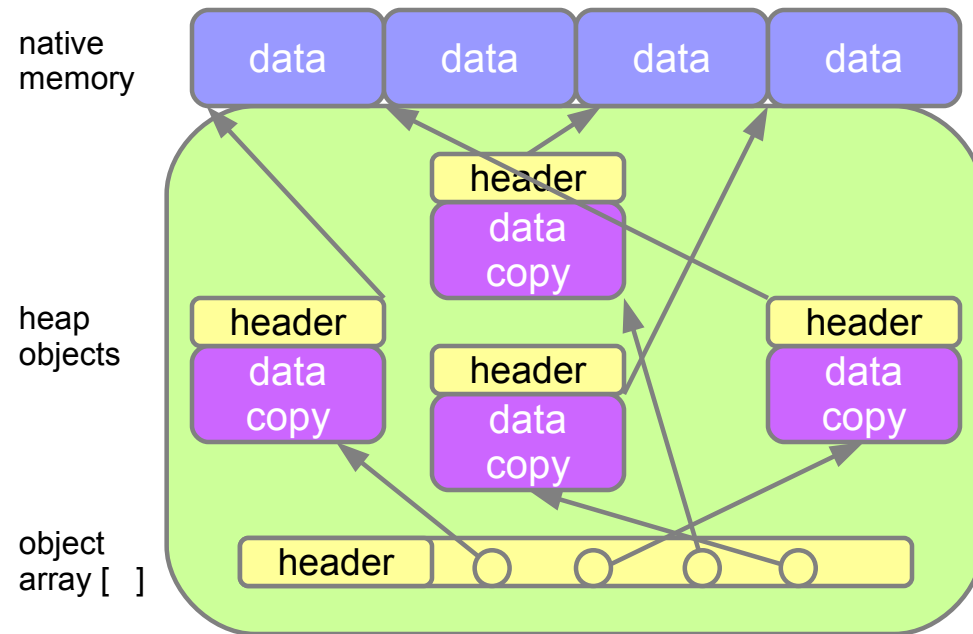 native
memory
data data data data
header
data
copy
heap
objects
header
data
copy
header
data
copy
header
data
copy
object
array [ ]
header